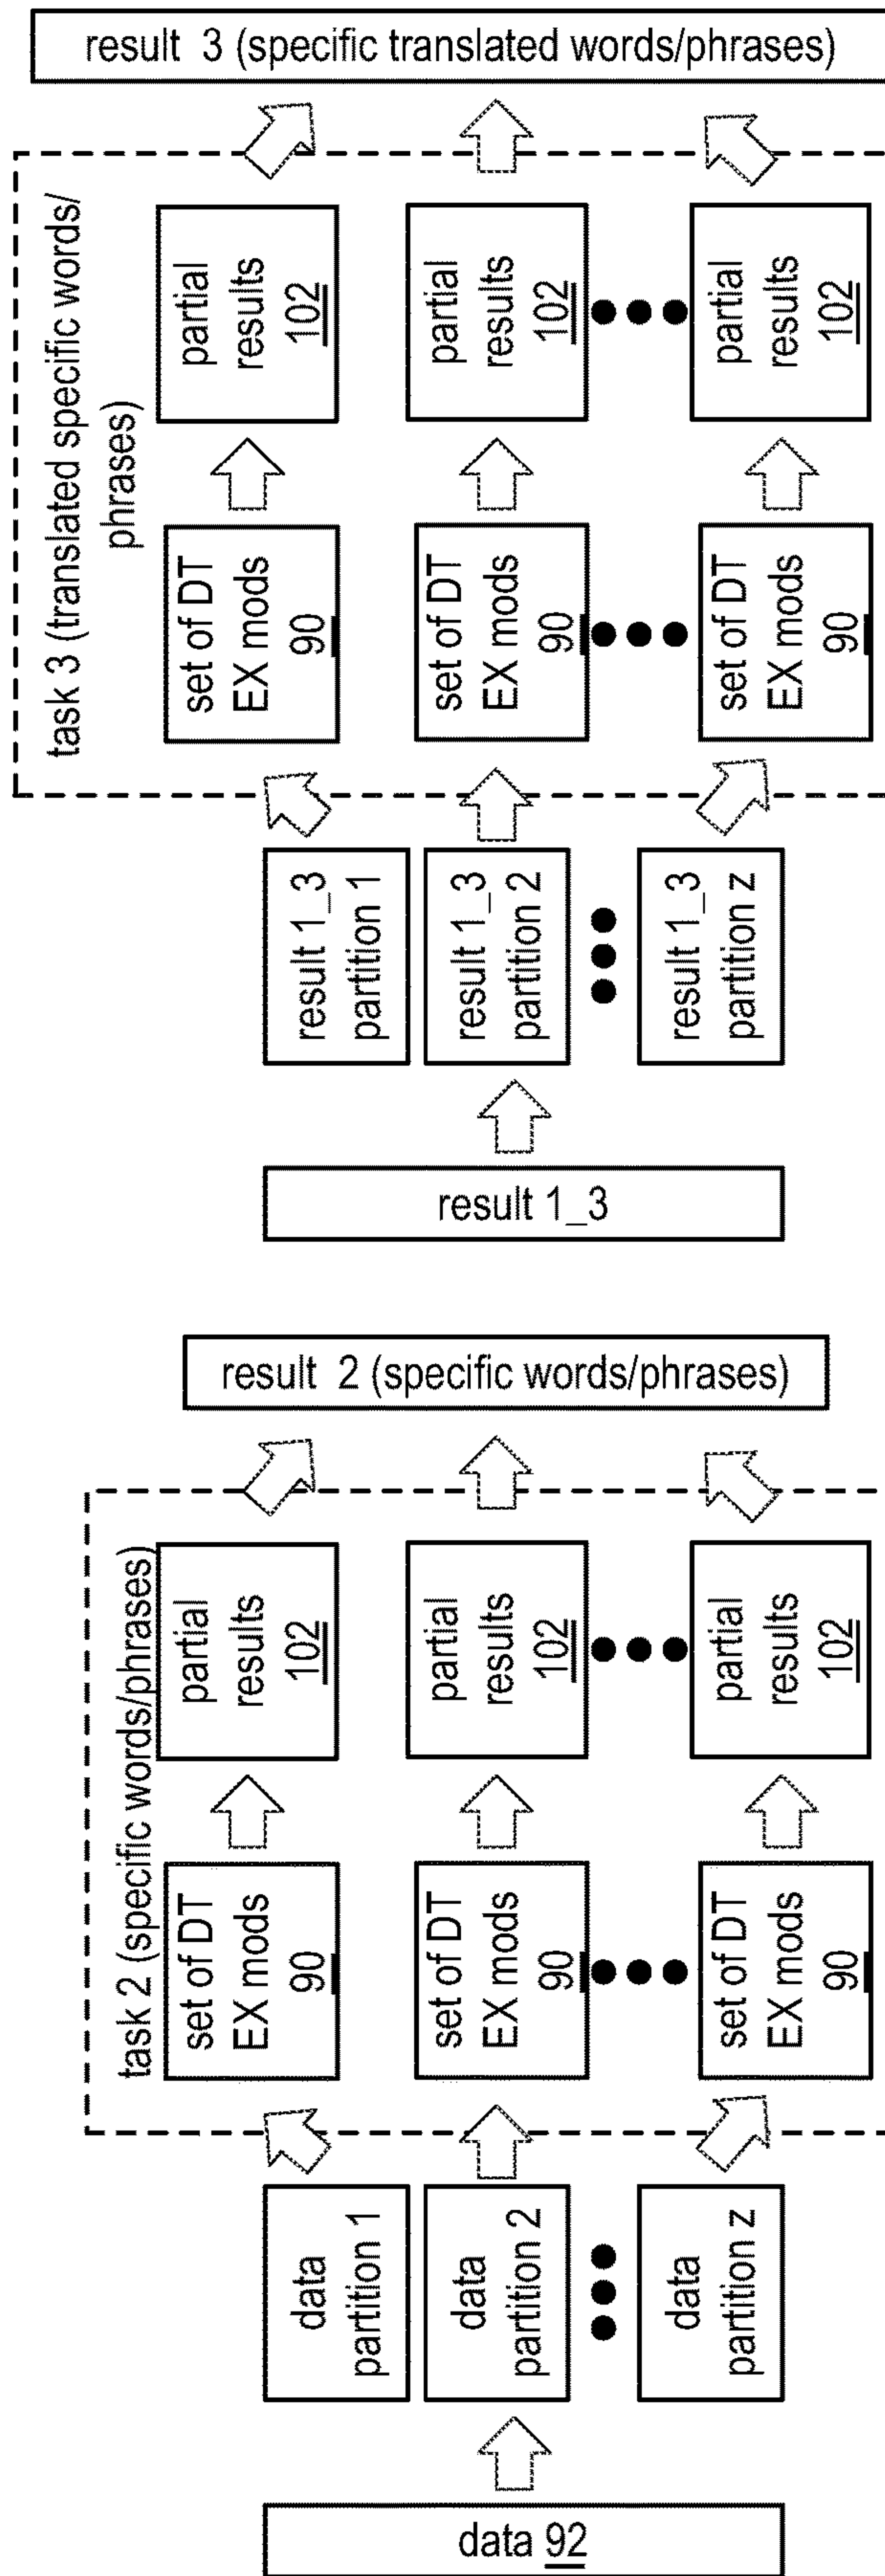 data 92
data
partition 1
data
partition 2
data
partition z
task 2 (specific words/phrases)
set of DT
EX mods
90
set of DT
EX mods
90
set of DT
EX mods
90
partial
results
102
partial
results
102
partial
results
102
result 2 (specific words/phrases)
result 1_3
result 1_3
partition 1
result 1_3
partition 2
result 1_3
partition z
task 3 (translated specific words/
phrases)
set of DT
EX mods
90
set of DT
EX mods
90
set of DT
EX mods
90
partial
results
102
partial
results
102
partial
results
102
result 3 (specific translated words/phrases)